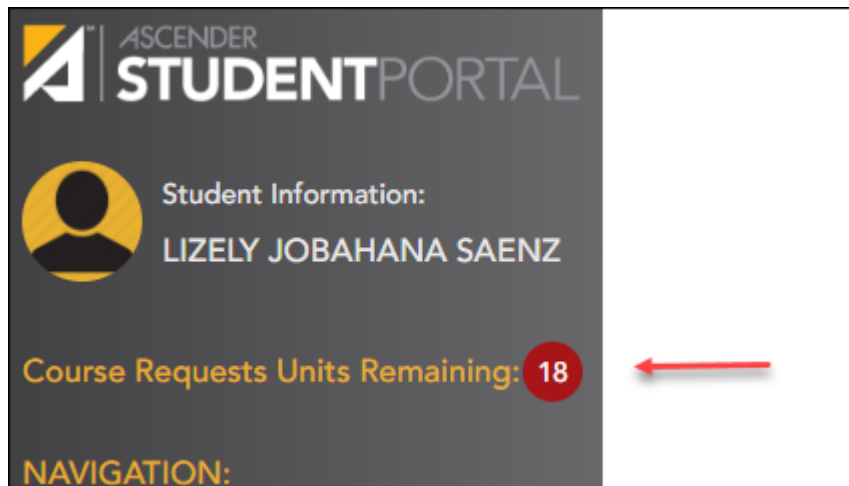 ASCENDER
STUDENTPORTAL
Student Information:
LIZELY JOBAHANA SAENZ
Course Requests Units Remaining: 18
NAVIGATION: